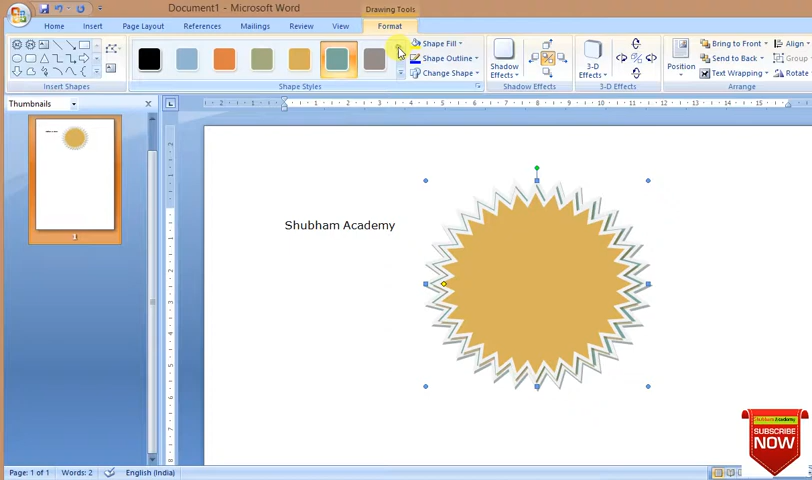 Document1 - Microsoft Word
Drawing Tools
Home
Insert
Page Layout
References
Mailings
Review
View
Format
Shape Fill
Shape Outline
Change Shape
Shadow
Effects
3-D
Effects
Position
Bring to Front
Send to Back
Text Wrapping
Align
Group
Rotate
Insert Shapes
Shape Styles
Shadow Effects
3-D Effects
Arrange
Thumbnails
1
Shubham Academy
SUBSCRIBE
NOW
Page: 1 of 1
Words: 2
English (India)